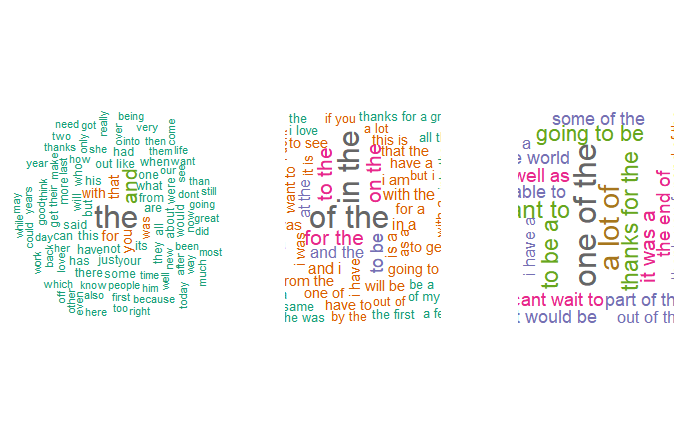 being
need got really very
two over come
thanks only onto then
she had them life
year how out like when want
while may could years good think get their make more last who his one our see
with that and what than
will but from were dont still
the are would now going
said you was all about great
day can this for its they did
work back her have not been most
love has just your after way much
there some time well new today
which know people him
off other even also first because
here too right
the if you thanks for a gr
i love a lot
to see this is all th
want to it is to the in the on the that the have a
at the i am but i
of the with the
for a
as i was for the in a
and the to be is a at a to ge
and i i have going to
rom the will be be a
same one of out of of my
have to
he was by the the first a fe
some of the
a going to be
e world
well as one of the a lot of thanks for the
able to
ant to
i have a to be a it was a the end of
cant wait to part of th
k would be out of th